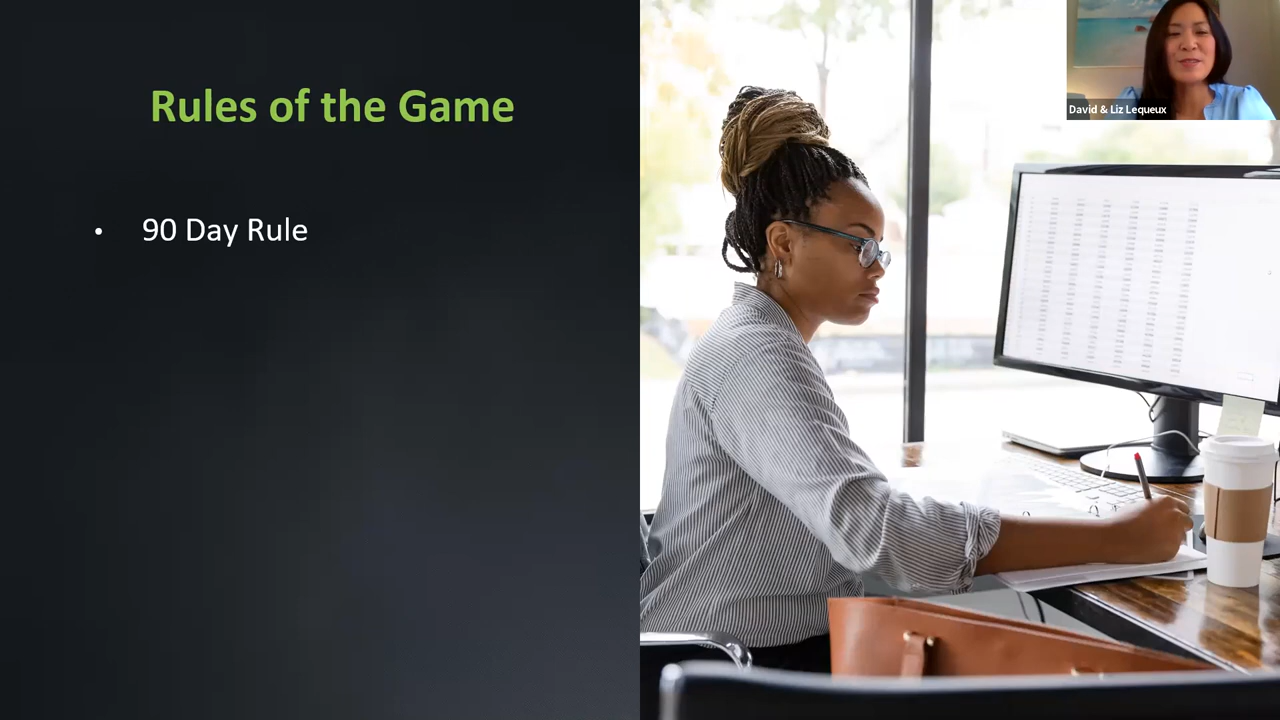 Rules of the Game
• 90 Day Rule
David & Liz Lequeux